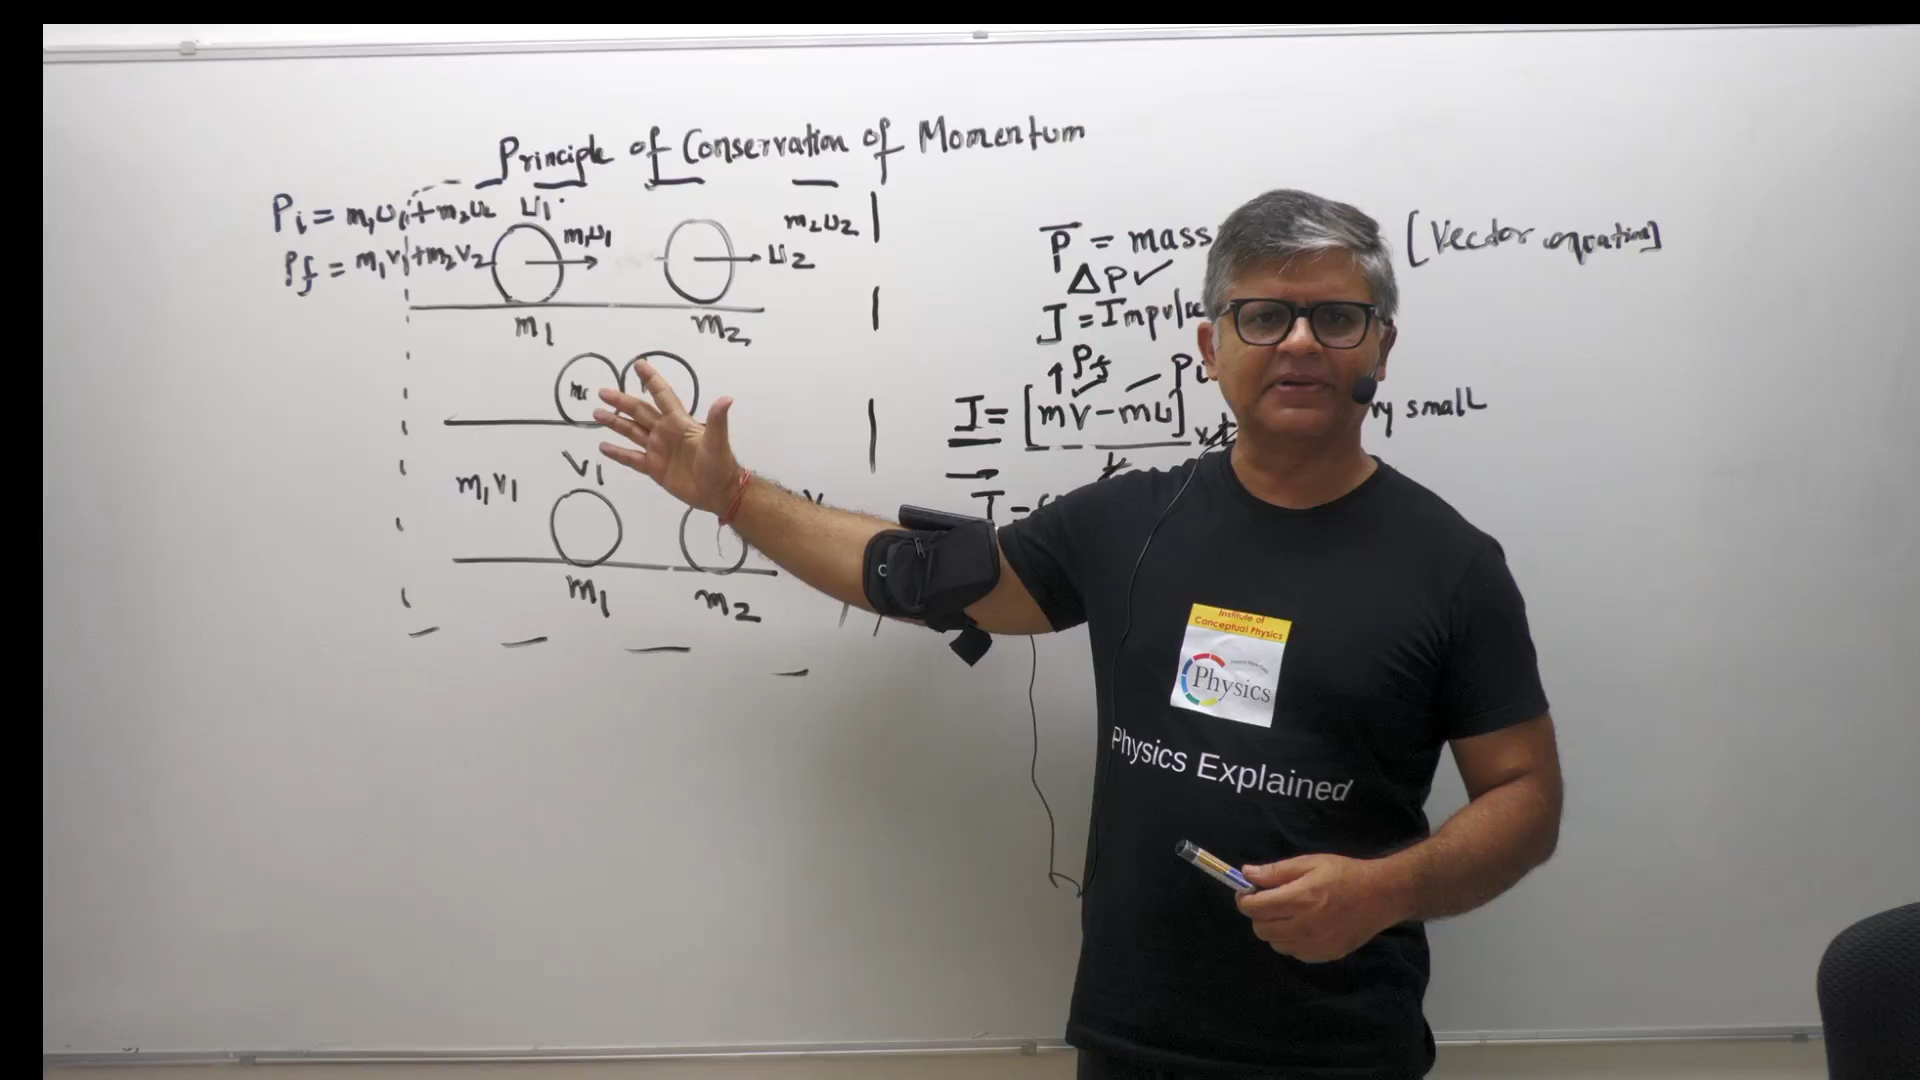 Principle of Conservation of Momentum
Pi = m1U1 + m2U2
Pf = m1V1 + m2V2
U1
m1U1
m2U2
U2
m1
m2
m1
V1
m1V1
m1
m2
P = mass
[Vector equation]
ΔP ✓
J = Impulse
Pf
Pi
J = [mV - mU]
t
small
Institute of
Conceptual Physics
Physics
Physics Explained